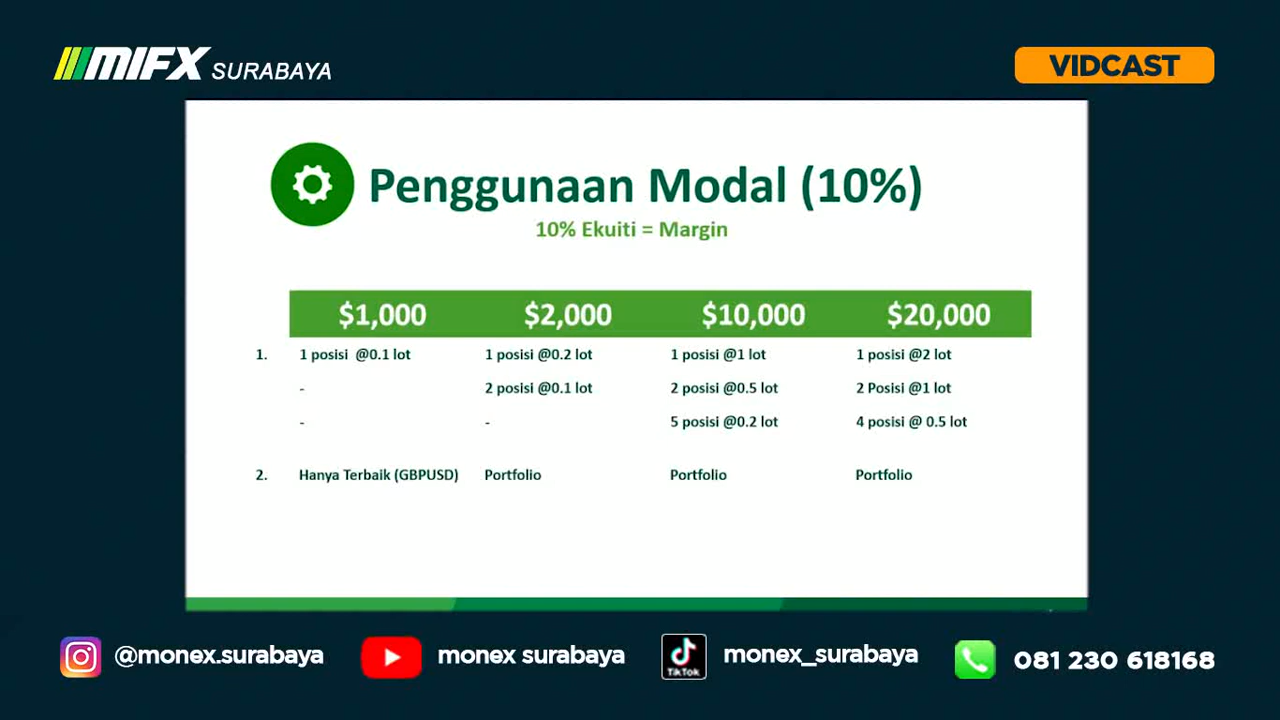 MIFX SURABAYA
VIDCAST
Penggunaan Modal (10%)
10% Ekuiti = Margin
$1,000 $2,000 $10,000 $20,000
1. 1 posisi @0.1 lot 1 posisi @0.2 lot 1 posisi @1 lot 1 posisi @2 lot
- 2 posisi @0.1 lot 2 posisi @0.5 lot 2 Posisi @1 lot
- - 5 posisi @0.2 lot 4 posisi @ 0.5 lot
2. Hanya Terbaik (GBPUSD) Portfolio Portfolio Portfolio
@monex.surabaya monex surabaya TikTok monex_surabaya 081 230 618168